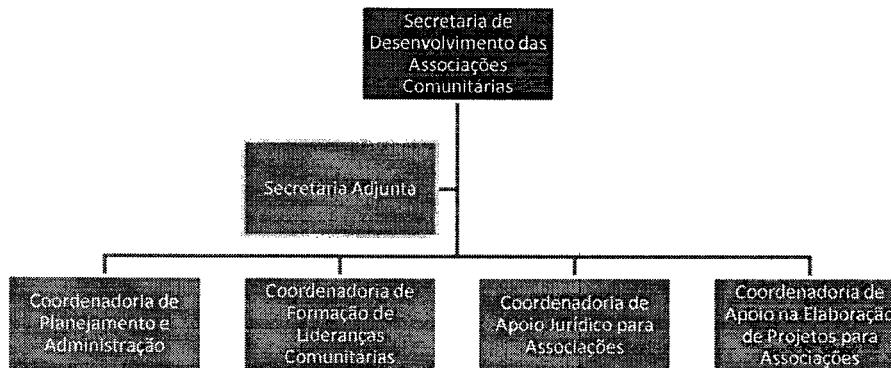 Secretaria de
Desenvolvimento das
Associações
Comunitárias
Secretaria Adjunta
Coordenadoria de
Planejamento e
Administração
Coordenadoria de
Formação de
Lideranças
Comunitárias
Coordenadoria de
Apoio Jurídico para
Associações
Coordenadoria de
Apoio na Elaboração
de Projetos para
Associações